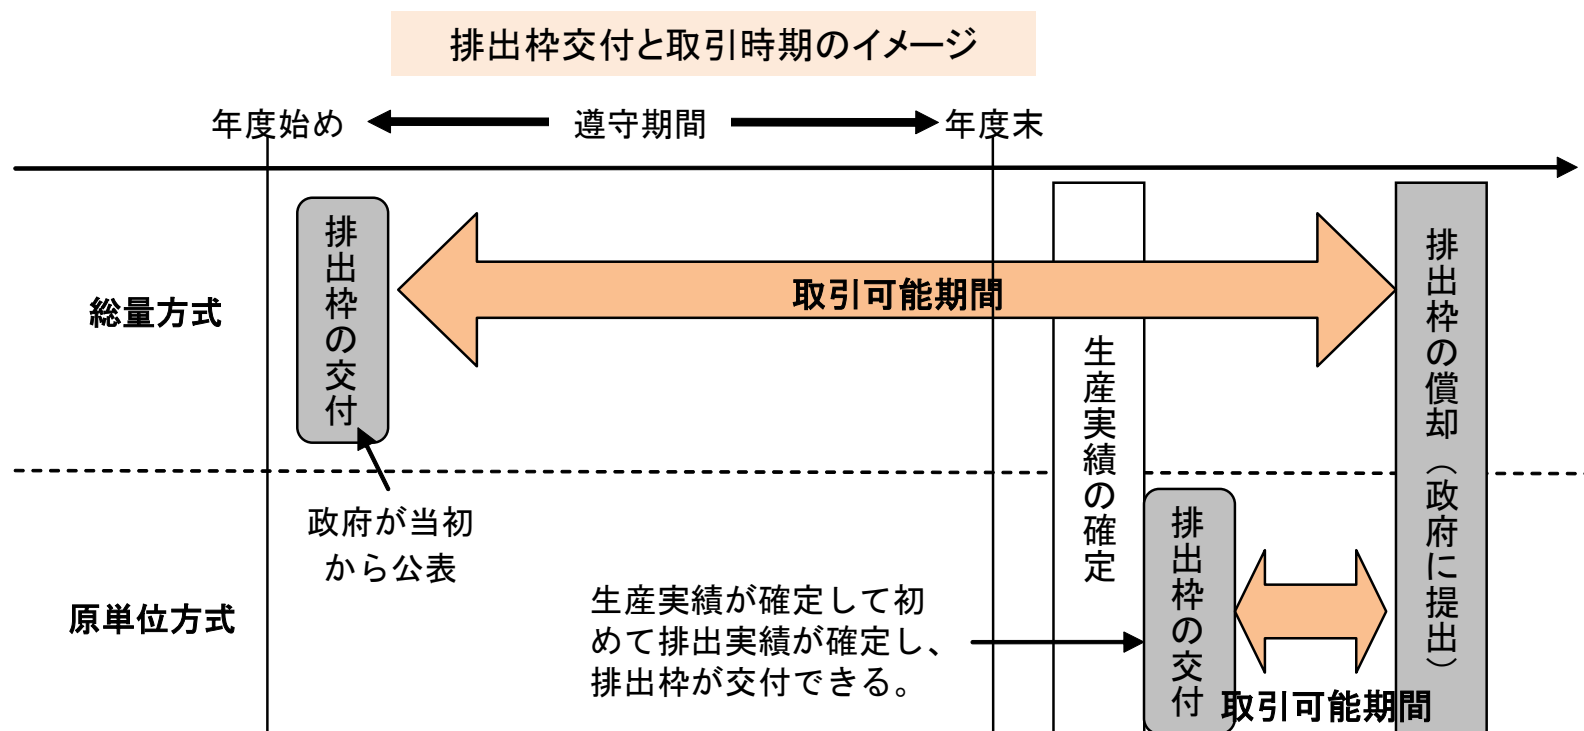 排出枠交付と取引時期のイメージ
年度始め
遵守期間
年度末
総量方式
排出枠の交付
取引可能期間
生産実績の確定
排出枠の償却（政府に提出）
政府が当初
から公表
原単位方式
生産実績が確定して初
めて排出実績が確定し、
排出枠が交付できる。
排出枠の交付
取引可能期間